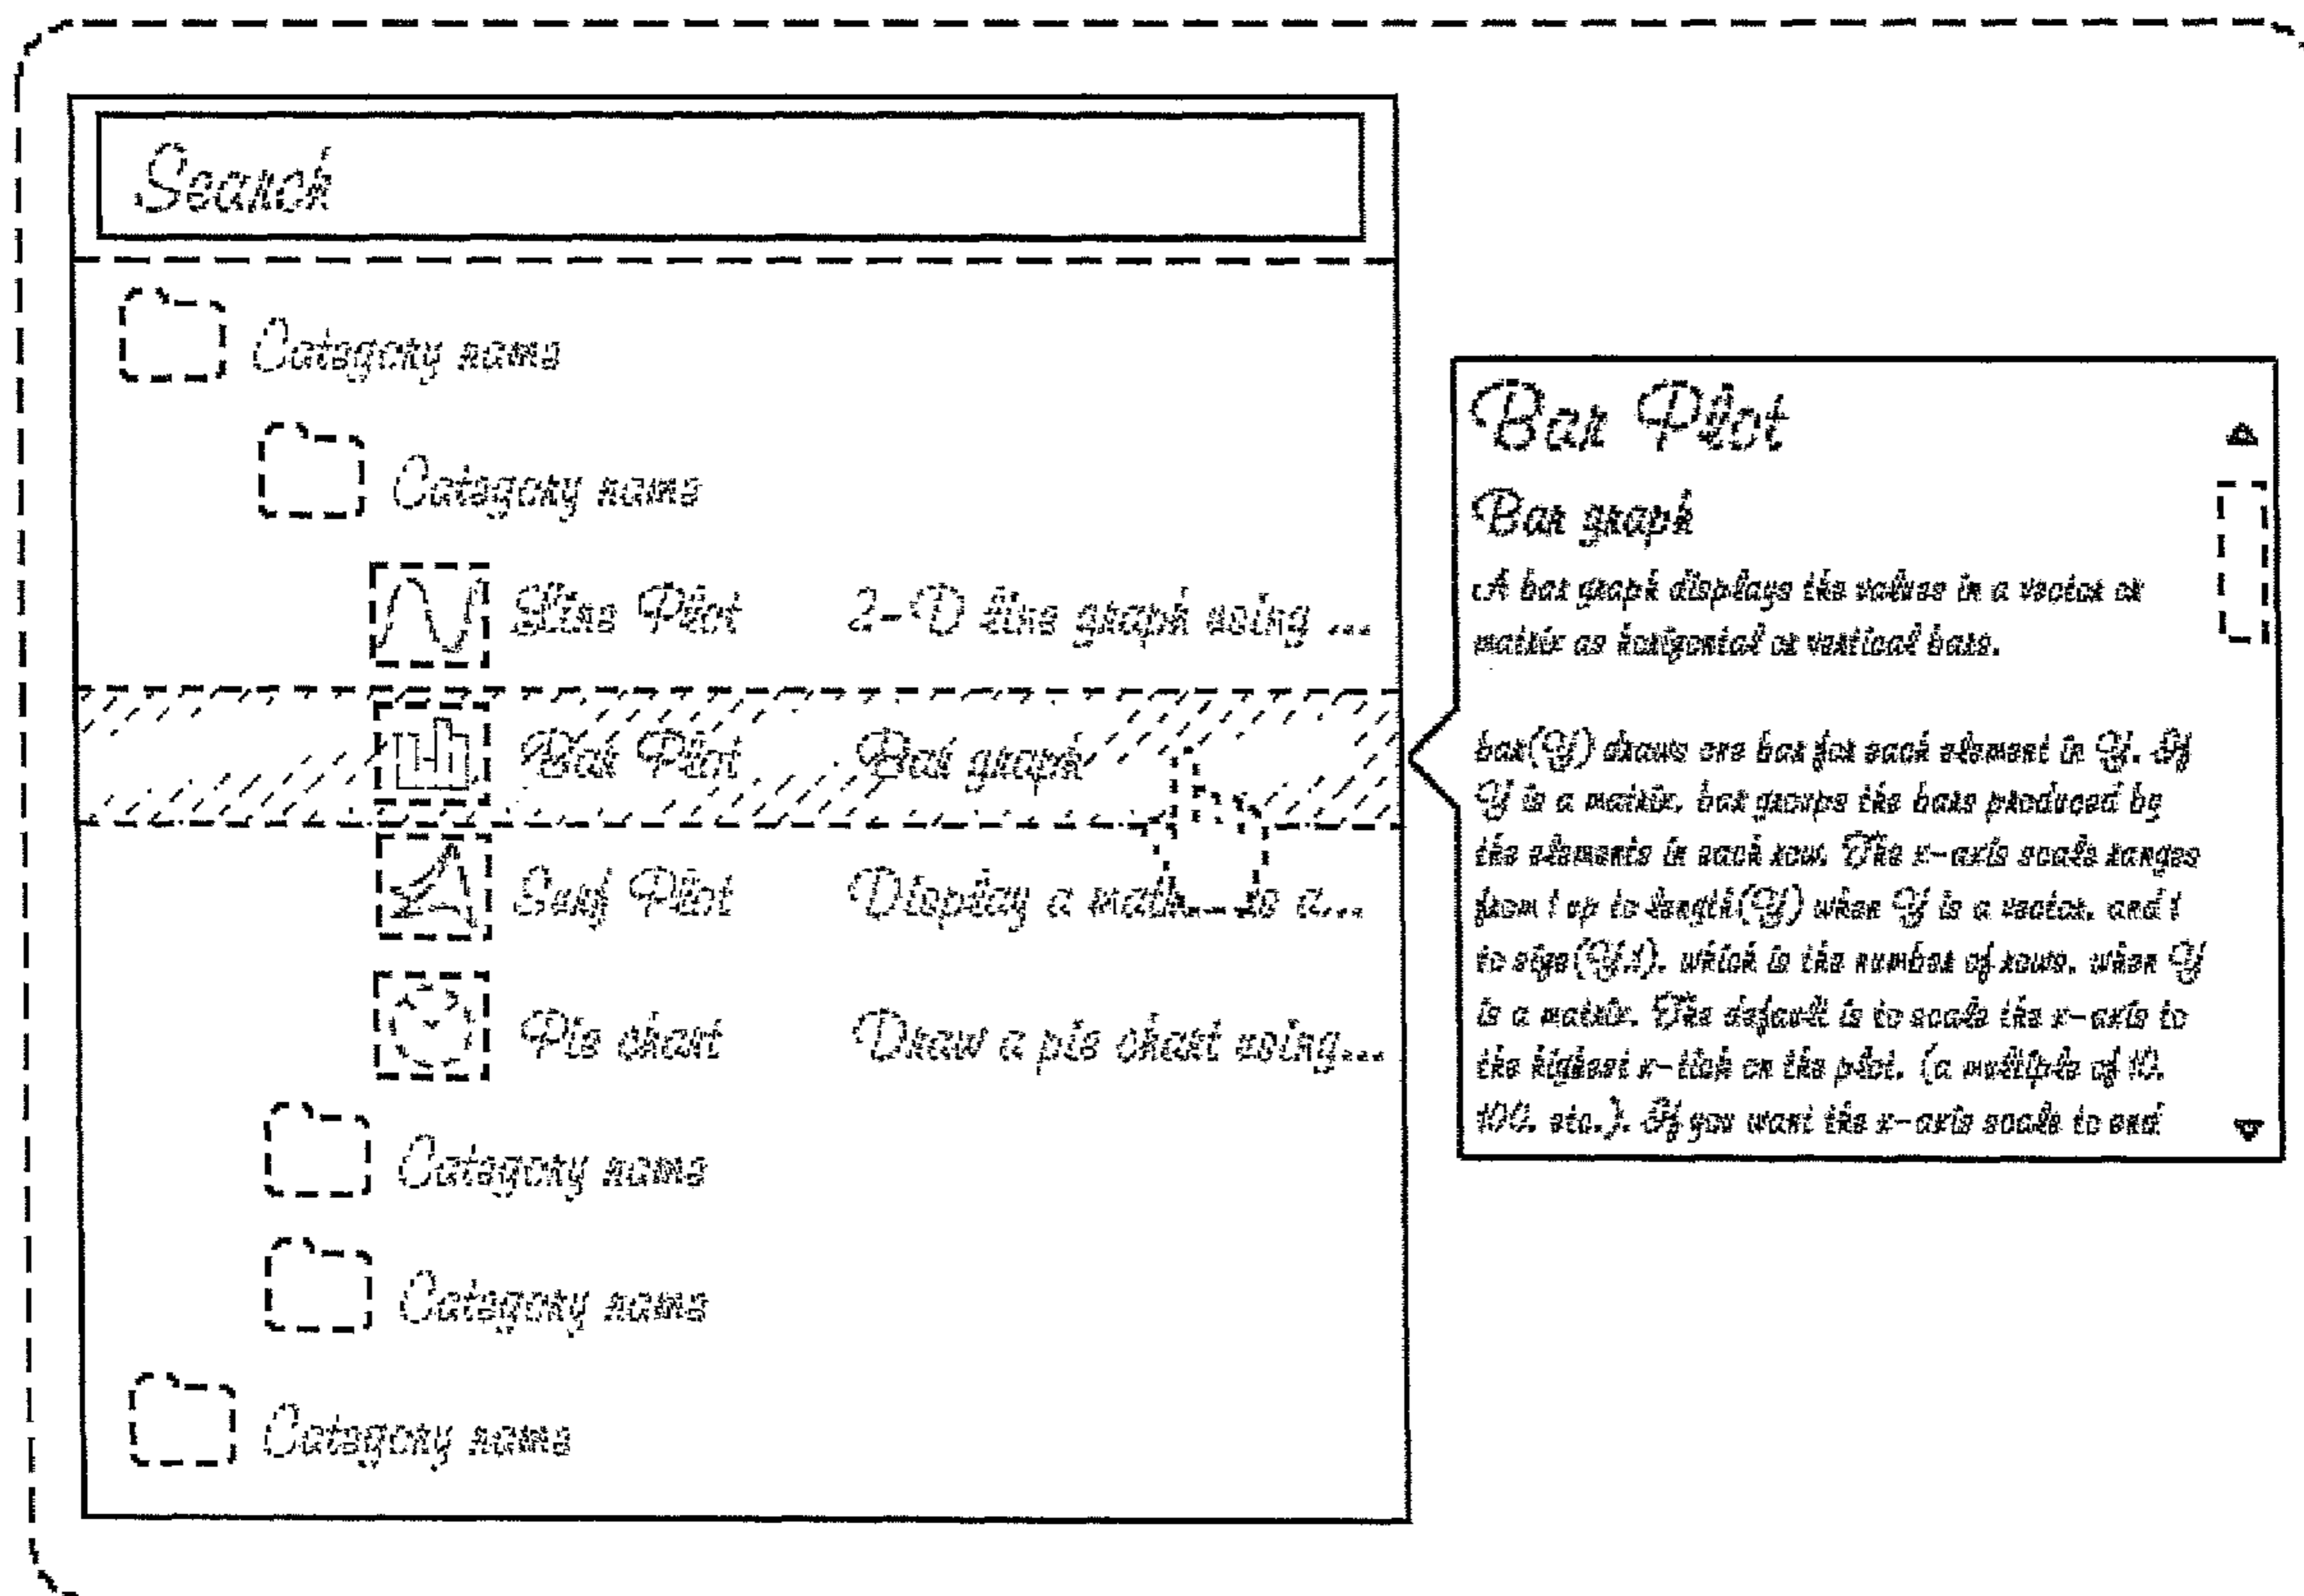 Search
Category name
Category name
Line Plot 2-D line graph using ...
Bar Plot Bar graph
Surf Plot Display a to a...
Pie chart Draw a pie chart using...
Category name
Category name
Category name
Bar Plot
Bar graph
A bar graph displays the values in a vector or
matrix as horizontal or vertical bars.
bar(Y) draws one bar for each element in Y. If
Y is a matrix, bar groups the bars produced by
the elements in each row. The x-axis scale ranges
from 1 up to length(Y) when Y is a vector, and 1
to size(Y,1), which is the number of rows, when Y
is a matrix. The default is to scale the x-axis to
the highest x-tick on the plot, (a multiple of 10,
100, etc.). If you want the x-axis scale to end